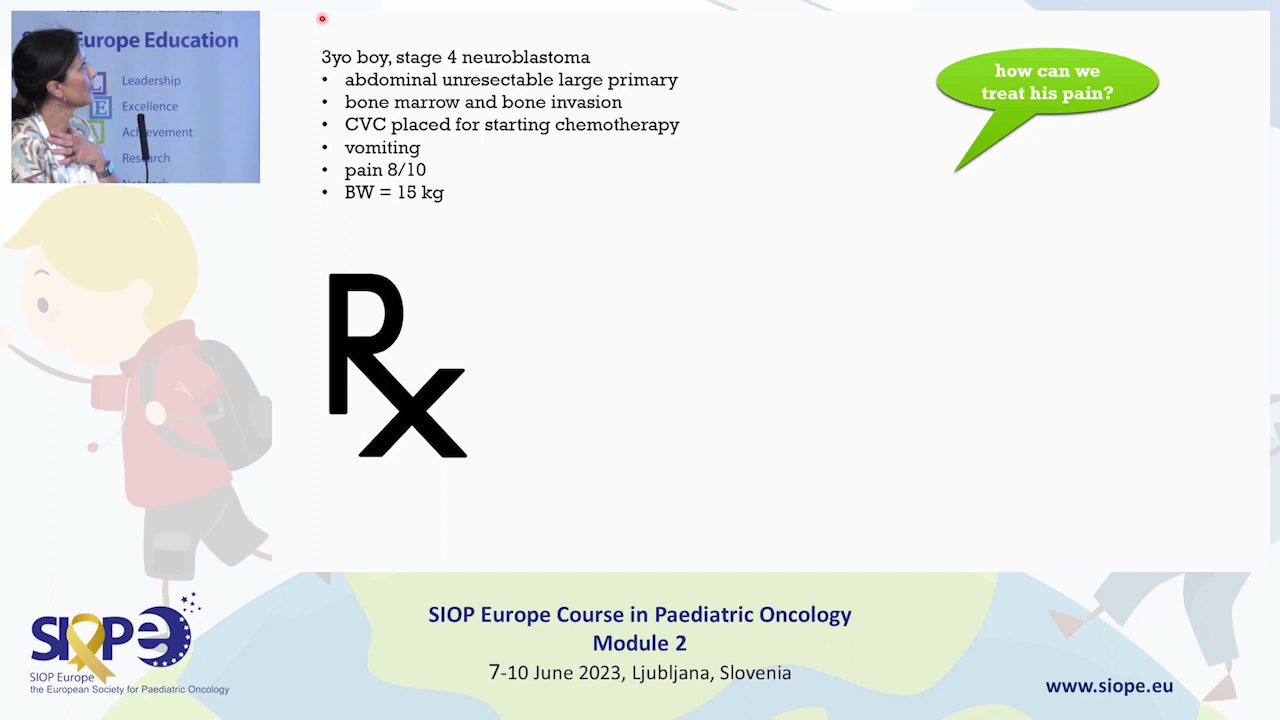 SIOP Europe Education
Leadership
Excellence
Achievement
Research
3yo boy, stage 4 neuroblastoma
• abdominal unresectable large primary
• bone marrow and bone invasion
• CVC placed for starting chemotherapy
• vomiting
• pain 8/10
• BW = 15 kg
how can we
treat his pain?
Rx
SIOP Europe Course in Paediatric Oncology
Module 2
7-10 June 2023, Ljubljana, Slovenia
SIOPe
SIOP Europe
the European Society for Paediatric Oncology
www.siope.eu